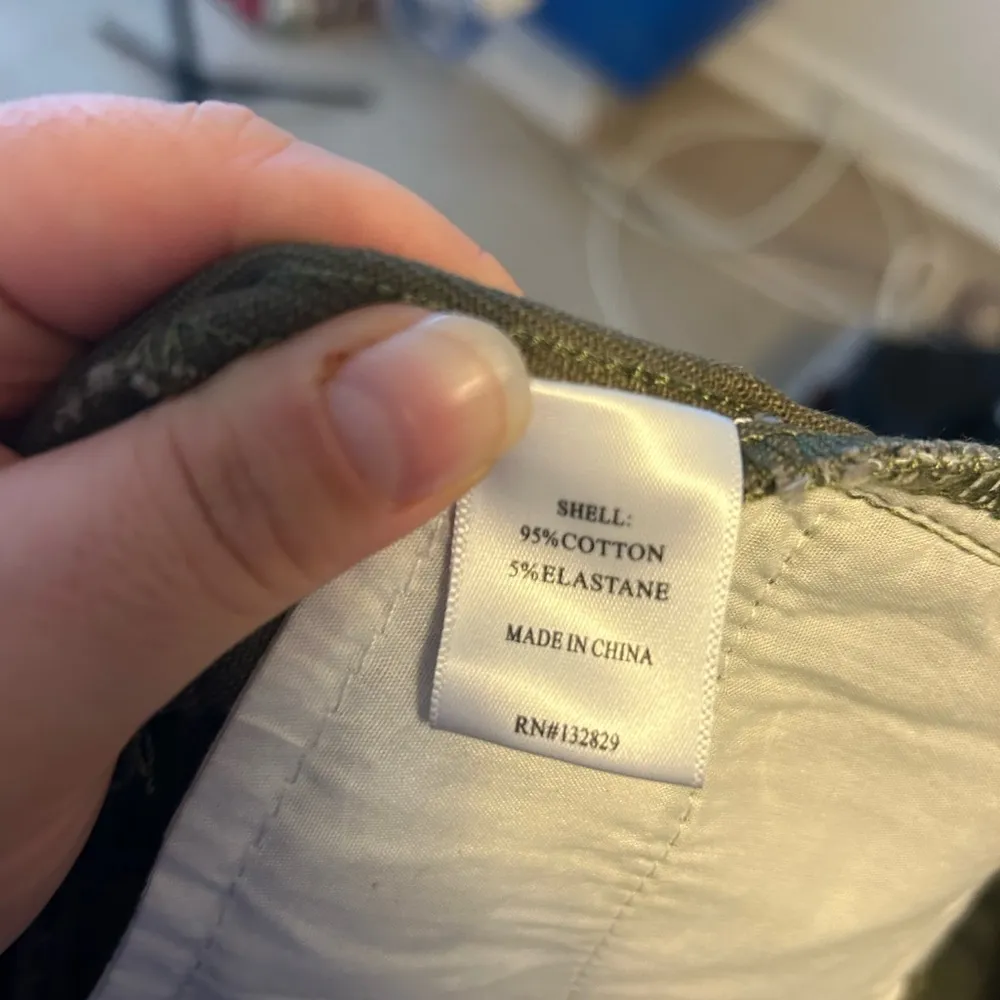 SHELL:
95%COTTON
5%ELASTANE
MADE IN CHINA
RN#132829